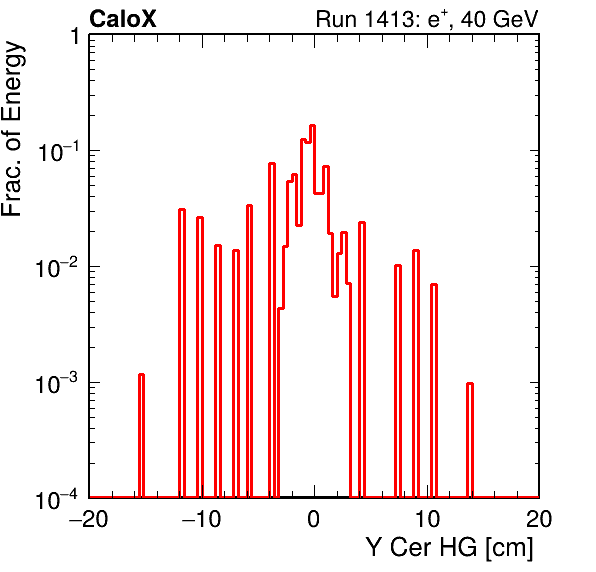 CaloX Run 1413: e⁺, 40 GeV
Frac. of Energy
1
10⁻¹
10⁻²
10⁻³
10⁻⁴
−20 −10 0 10 20
Y Cer HG [cm]